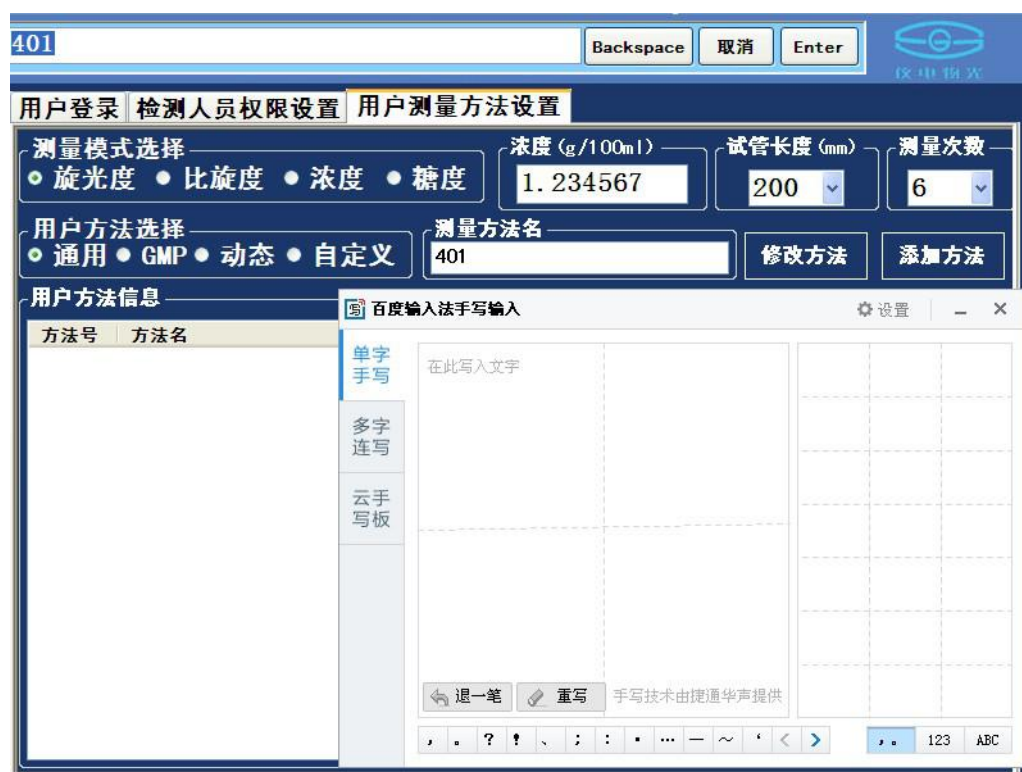 401 Backspace 取消 Enter
仪电物光
用户登录 检测人员权限设置 用户测量方法设置
测量模式选择 浓度(g/100ml) 试管长度(mm) 测量次数
旋光度 比旋度 浓度 糖度 1.234567 200 6
用户方法选择 测量方法名
通用 GMP 动态 自定义 401 修改方法 添加方法
用户方法信息
方法号 方法名
百度输入法手写输入 设置
单字手写
在此写入文字
多字连写
云手写板
退一笔 重写 手写技术由捷通华声提供
, 。 ? ! 、 ; : · … — ~ ‘ < > ,。 123 ABC